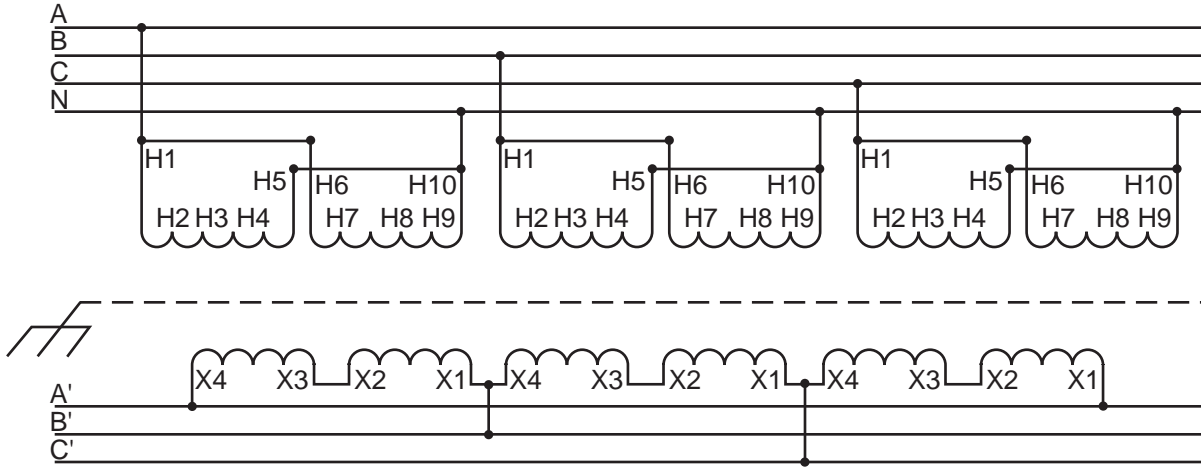 A
B
C
N
H1 H1 H1
H5 H6 H10 H5 H6 H10 H5 H6 H10
H2 H3 H4 H7 H8 H9 H2 H3 H4 H7 H8 H9 H2 H3 H4 H7 H8 H9
X4 X3 X2 X1 X4 X3 X2 X1 X4 X3 X2 X1
A'
B'
C'